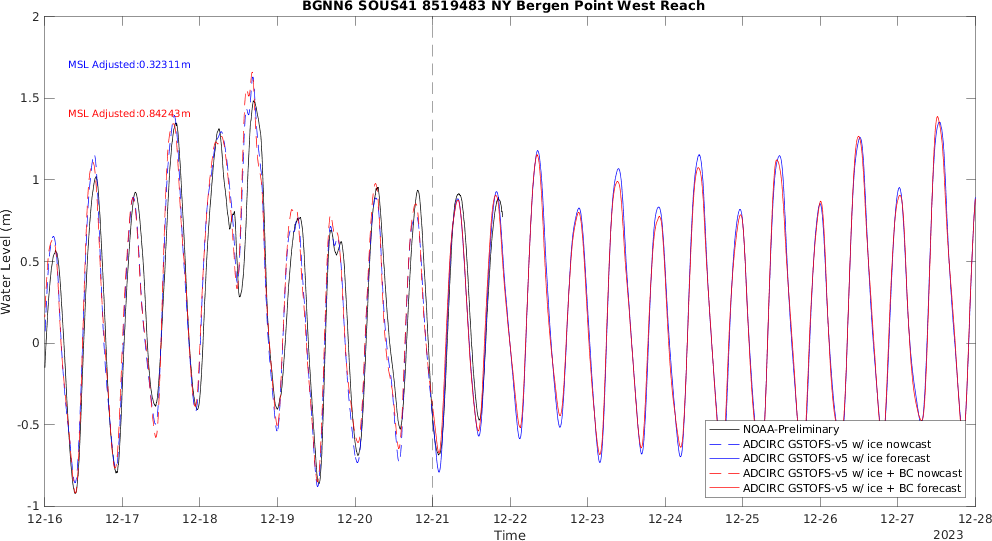 BGNN6 SOUS41 8519483 NY Bergen Point West Reach
2
1.5
1
0.5
0
-0.5
-1
Water Level (m)
MSL Adjusted:0.32311m
MSL Adjusted:0.84243m
NOAA-Preliminary
ADCIRC GSTOFS-v5 w/ ice nowcast
ADCIRC GSTOFS-v5 w/ ice forecast
ADCIRC GSTOFS-v5 w/ ice + BC nowcast
ADCIRC GSTOFS-v5 w/ ice + BC forecast
12-16 12-17 12-18 12-19 12-20 12-21 12-22 12-23 12-24 12-25 12-26 12-27 12-28
Time
2023